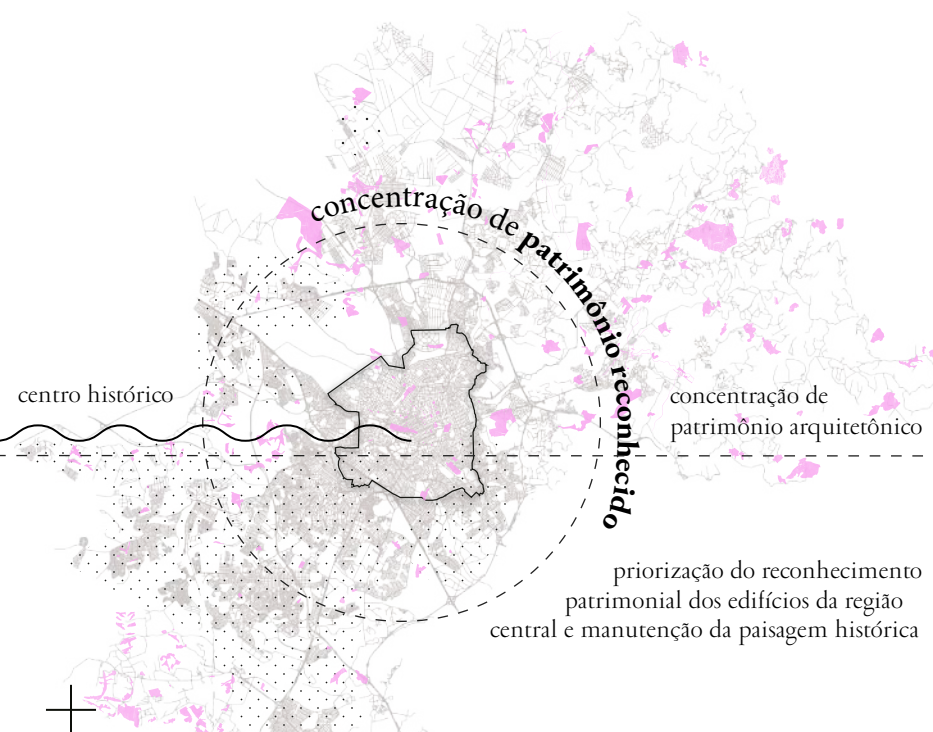 concentração de patrimônio reconhecido
centro histórico
concentração de
patrimônio arquitetônico
priorização do reconhecimento
patrimonial dos edifícios da região
central e manutenção da paisagem histórica